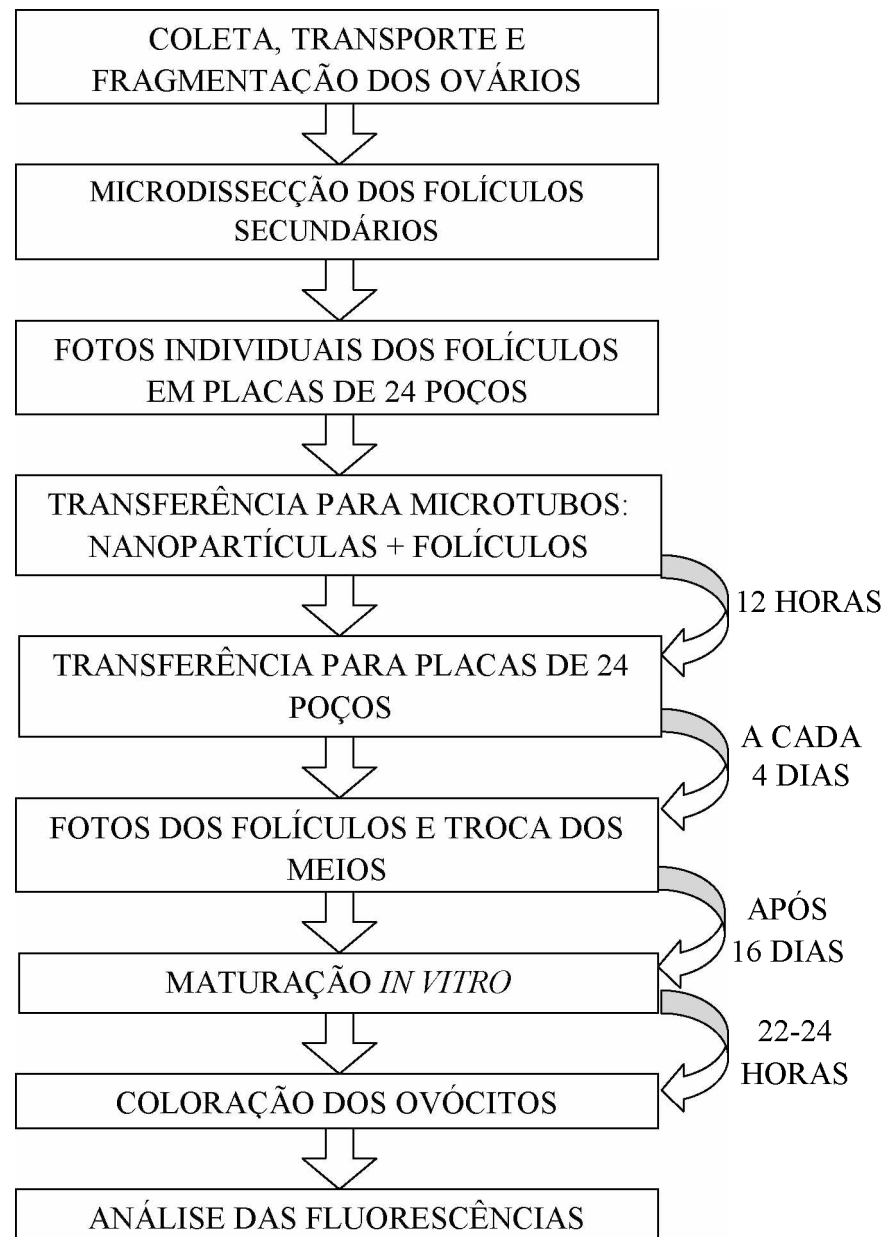 COLETA, TRANSPORTE E
FRAGMENTAÇÃO DOS OVÁRIOS
MICRODISSECÇÃO DOS FOLÍCULOS
SECUNDÁRIOS
FOTOS INDIVIDUAIS DOS FOLÍCULOS
EM PLACAS DE 24 POÇOS
TRANSFERÊNCIA PARA MICROTUBOS:
NANOPARTÍCULAS + FOLÍCULOS
12 HORAS
TRANSFERÊNCIA PARA PLACAS DE 24
POÇOS
A CADA
4 DIAS
FOTOS DOS FOLÍCULOS E TROCA DOS
MEIOS
APÓS
16 DIAS
MATURAÇÃO IN VITRO
22-24
HORAS
COLORAÇÃO DOS OVÓCITOS
ANÁLISE DAS FLUORESCÊNCIAS